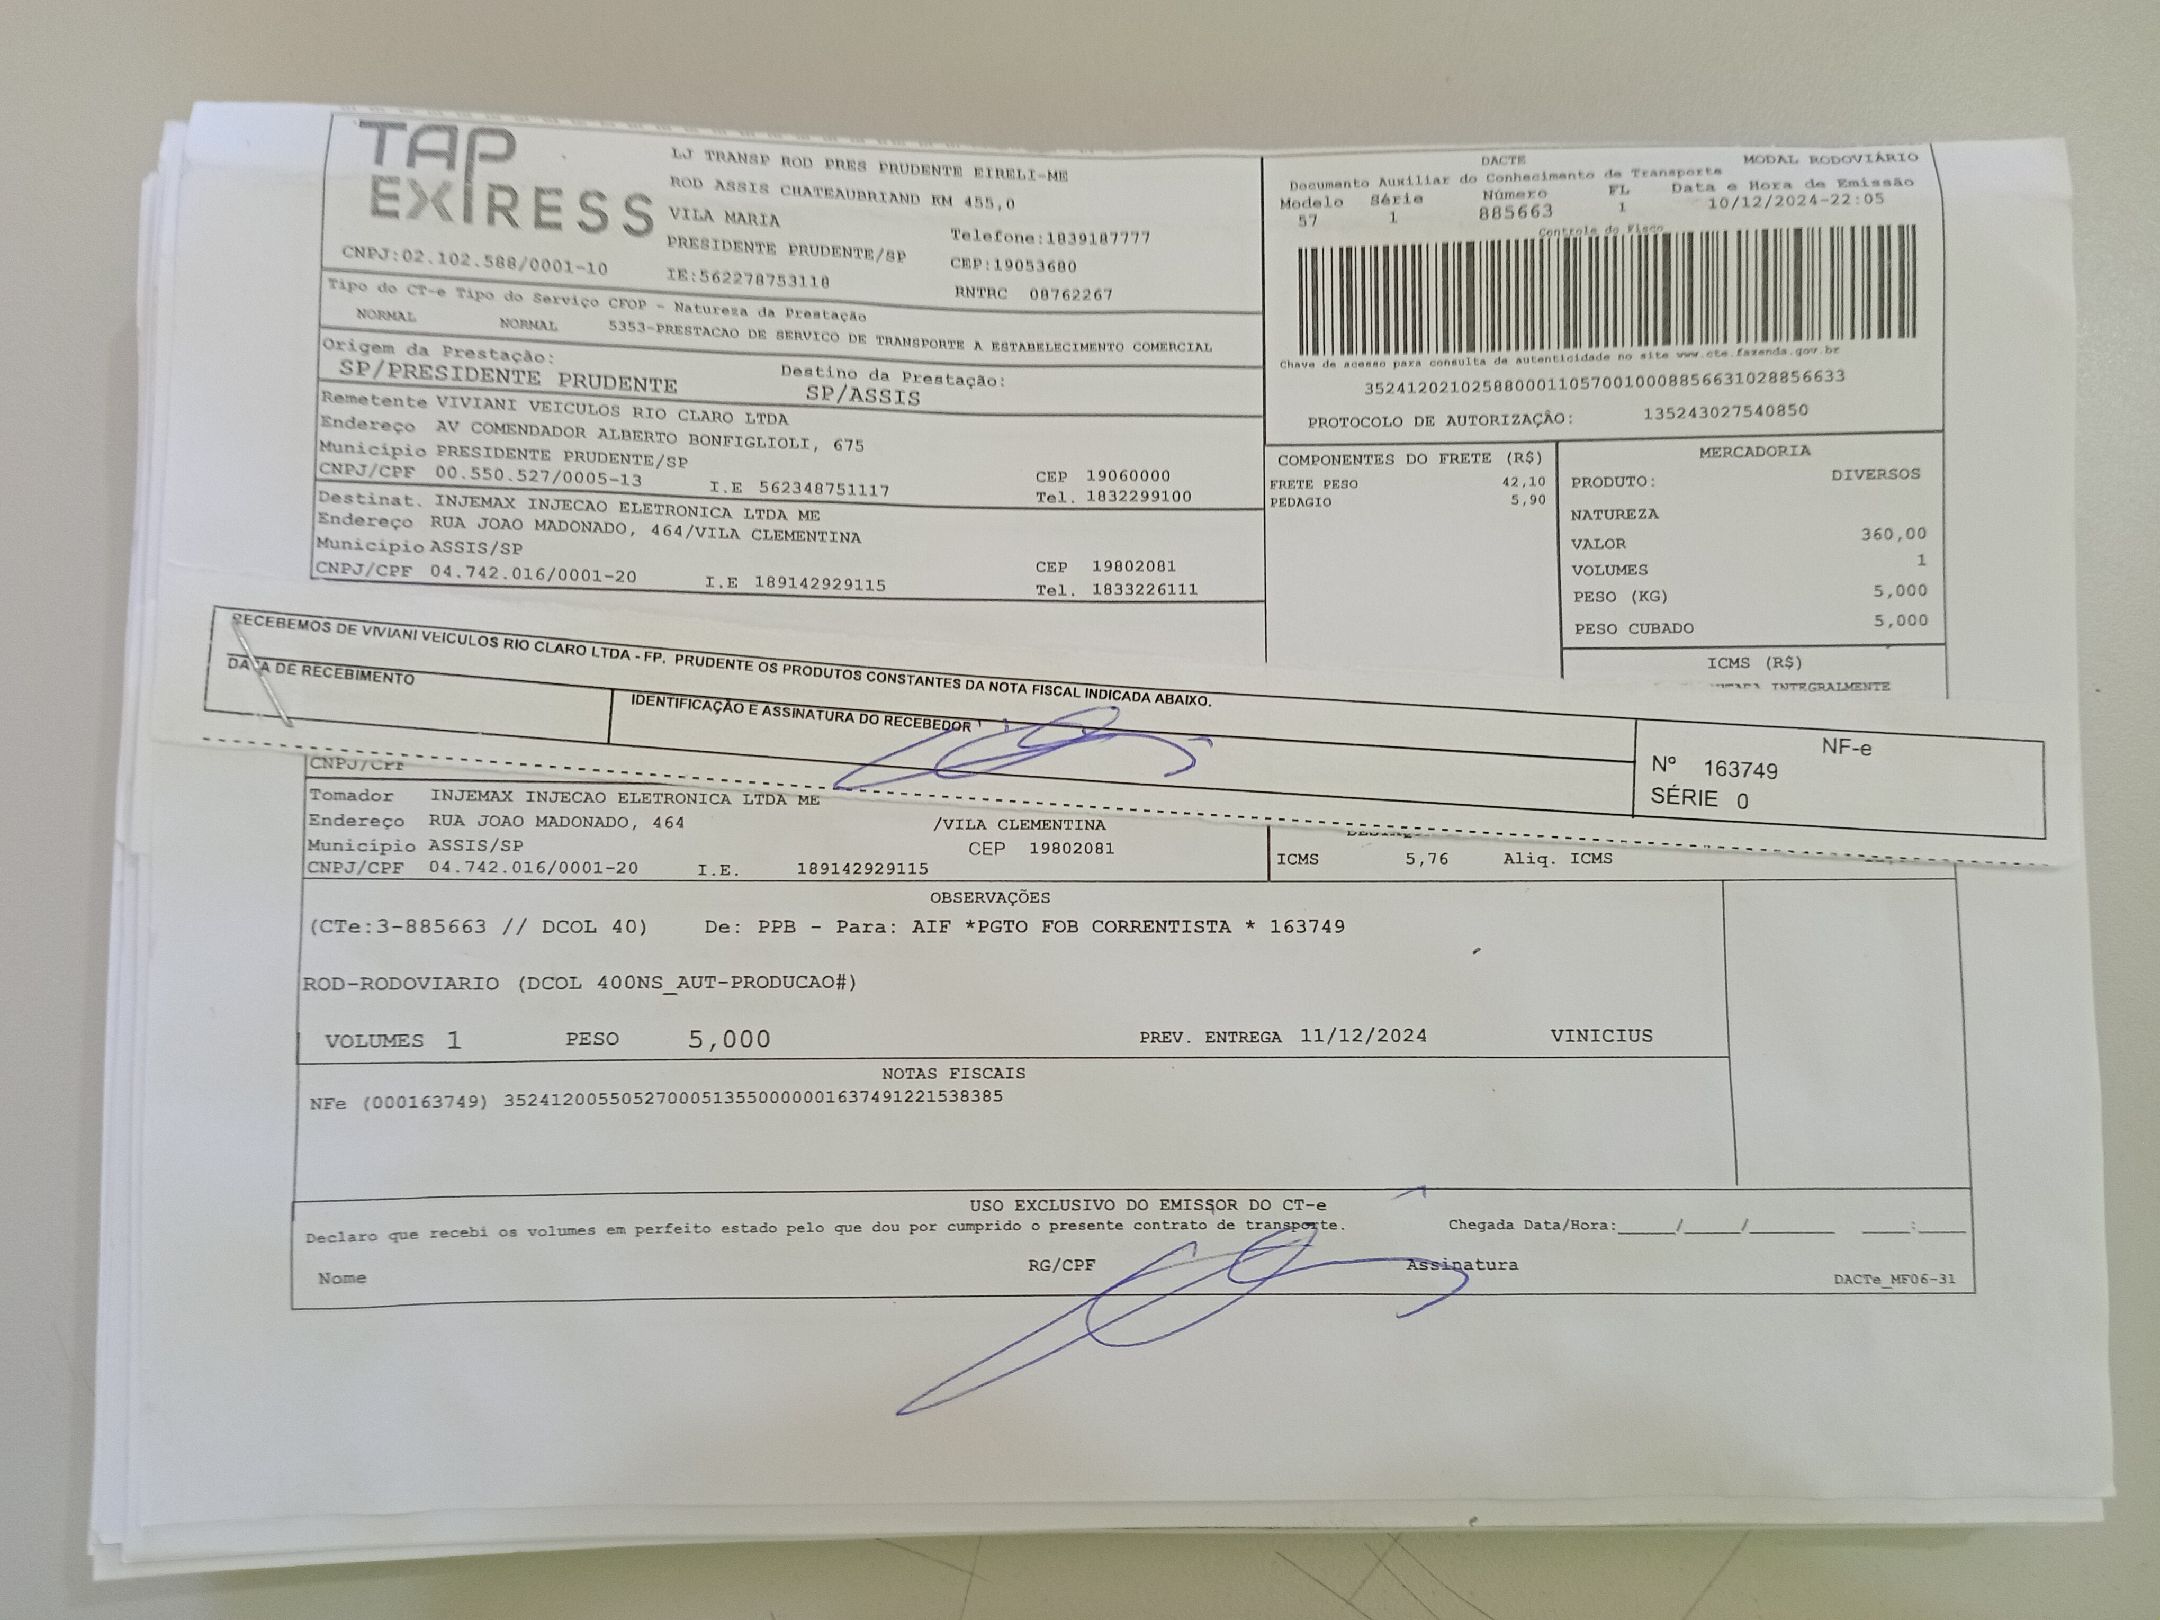 TAP
EXPRESS
LJ TRANSP ROD PRES PRUDENTE EIRELI-ME
ROD ASSIS CHATEAUBRIAND KM 455,0
VILA MARIA
PRESIDENTE PRUDENTE/SP
Telefone:1839187777
CEP:19053680
CNPJ:02.102.588/0001-10
IE:562278753110
RNTRC 08762267
Tipo do CT-e Tipo do Serviço CFOP - Natureza da Prestação
NORMAL NORMAL 5353-PRESTACAO DE SERVICO DE TRANSPORTE A ESTABELECIMENTO COMERCIAL
Origem da Prestação:
SP/PRESIDENTE PRUDENTE
Destino da Prestação:
SP/ASSIS
Remetente VIVIANI VEICULOS RIO CLARO LTDA
Endereço AV COMENDADOR ALBERTO BONFIGLIOLI, 675
Município PRESIDENTE PRUDENTE/SP
CEP 19060000
CNPJ/CPF 00.550.527/0005-13 I.E 562348751117 Tel. 1832299100
Destinat. INJEMAX INJECAO ELETRONICA LTDA ME
Endereço RUA JOAO MADONADO, 464/VILA CLEMENTINA
Município ASSIS/SP
CEP 19802081
CNPJ/CPF 04.742.016/0001-20 I.E 189142929115 Tel. 1833226111
DACTE MODAL RODOVIÁRIO
Documento Auxiliar do Conhecimento de Transporte
Modelo Série Número FL Data e Hora de Emissão
57 1 885663 1 10/12/2024-22:05
Controle do Fisco
Chave de acesso para consulta de autenticidade no site www.cte.fazenda.gov.br
35241202102588000110570010008856631028856633
PROTOCOLO DE AUTORIZAÇÃO: 135243027540850
COMPONENTES DO FRETE (R$)
FRETE PESO 42,10
PEDAGIO 5,90
MERCADORIA
PRODUTO: DIVERSOS
NATUREZA
VALOR 360,00
VOLUMES 1
PESO (KG) 5,000
PESO CUBADO 5,000
ICMS (R$)
INTEGRALMENTE
RECEBEMOS DE VIVIANI VEICULOS RIO CLARO LTDA - FP. PRUDENTE OS PRODUTOS CONSTANTES DA NOTA FISCAL INDICADA ABAIXO.
DATA DE RECEBIMENTO
IDENTIFICAÇÃO E ASSINATURA DO RECEBEDOR
NF-e
Nº 163749
SÉRIE 0
CNPJ/CPF
Tomador INJEMAX INJECAO ELETRONICA LTDA ME
Endereço RUA JOAO MADONADO, 464 /VILA CLEMENTINA
Município ASSIS/SP CEP 19802081
CNPJ/CPF 04.742.016/0001-20 I.E. 189142929115
ICMS 5,76 Aliq. ICMS
OBSERVAÇÕES
(CTe:3-885663 // DCOL 40) De: PPB - Para: AIF *PGTO FOB CORRENTISTA * 163749
ROD-RODOVIARIO (DCOL 400NS_AUT-PRODUCAO#)
VOLUMES 1 PESO 5,000 PREV. ENTREGA 11/12/2024 VINICIUS
NOTAS FISCAIS
NFe (000163749) 35241200550527000513550000001637491221538385
USO EXCLUSIVO DO EMISSOR DO CT-e
Declaro que recebi os volumes em perfeito estado pelo que dou por cumprido o presente contrato de transporte. Chegada Data/Hora:_____/_____/________ ____:____
Nome RG/CPF Assinatura
DACTe_MF06-31